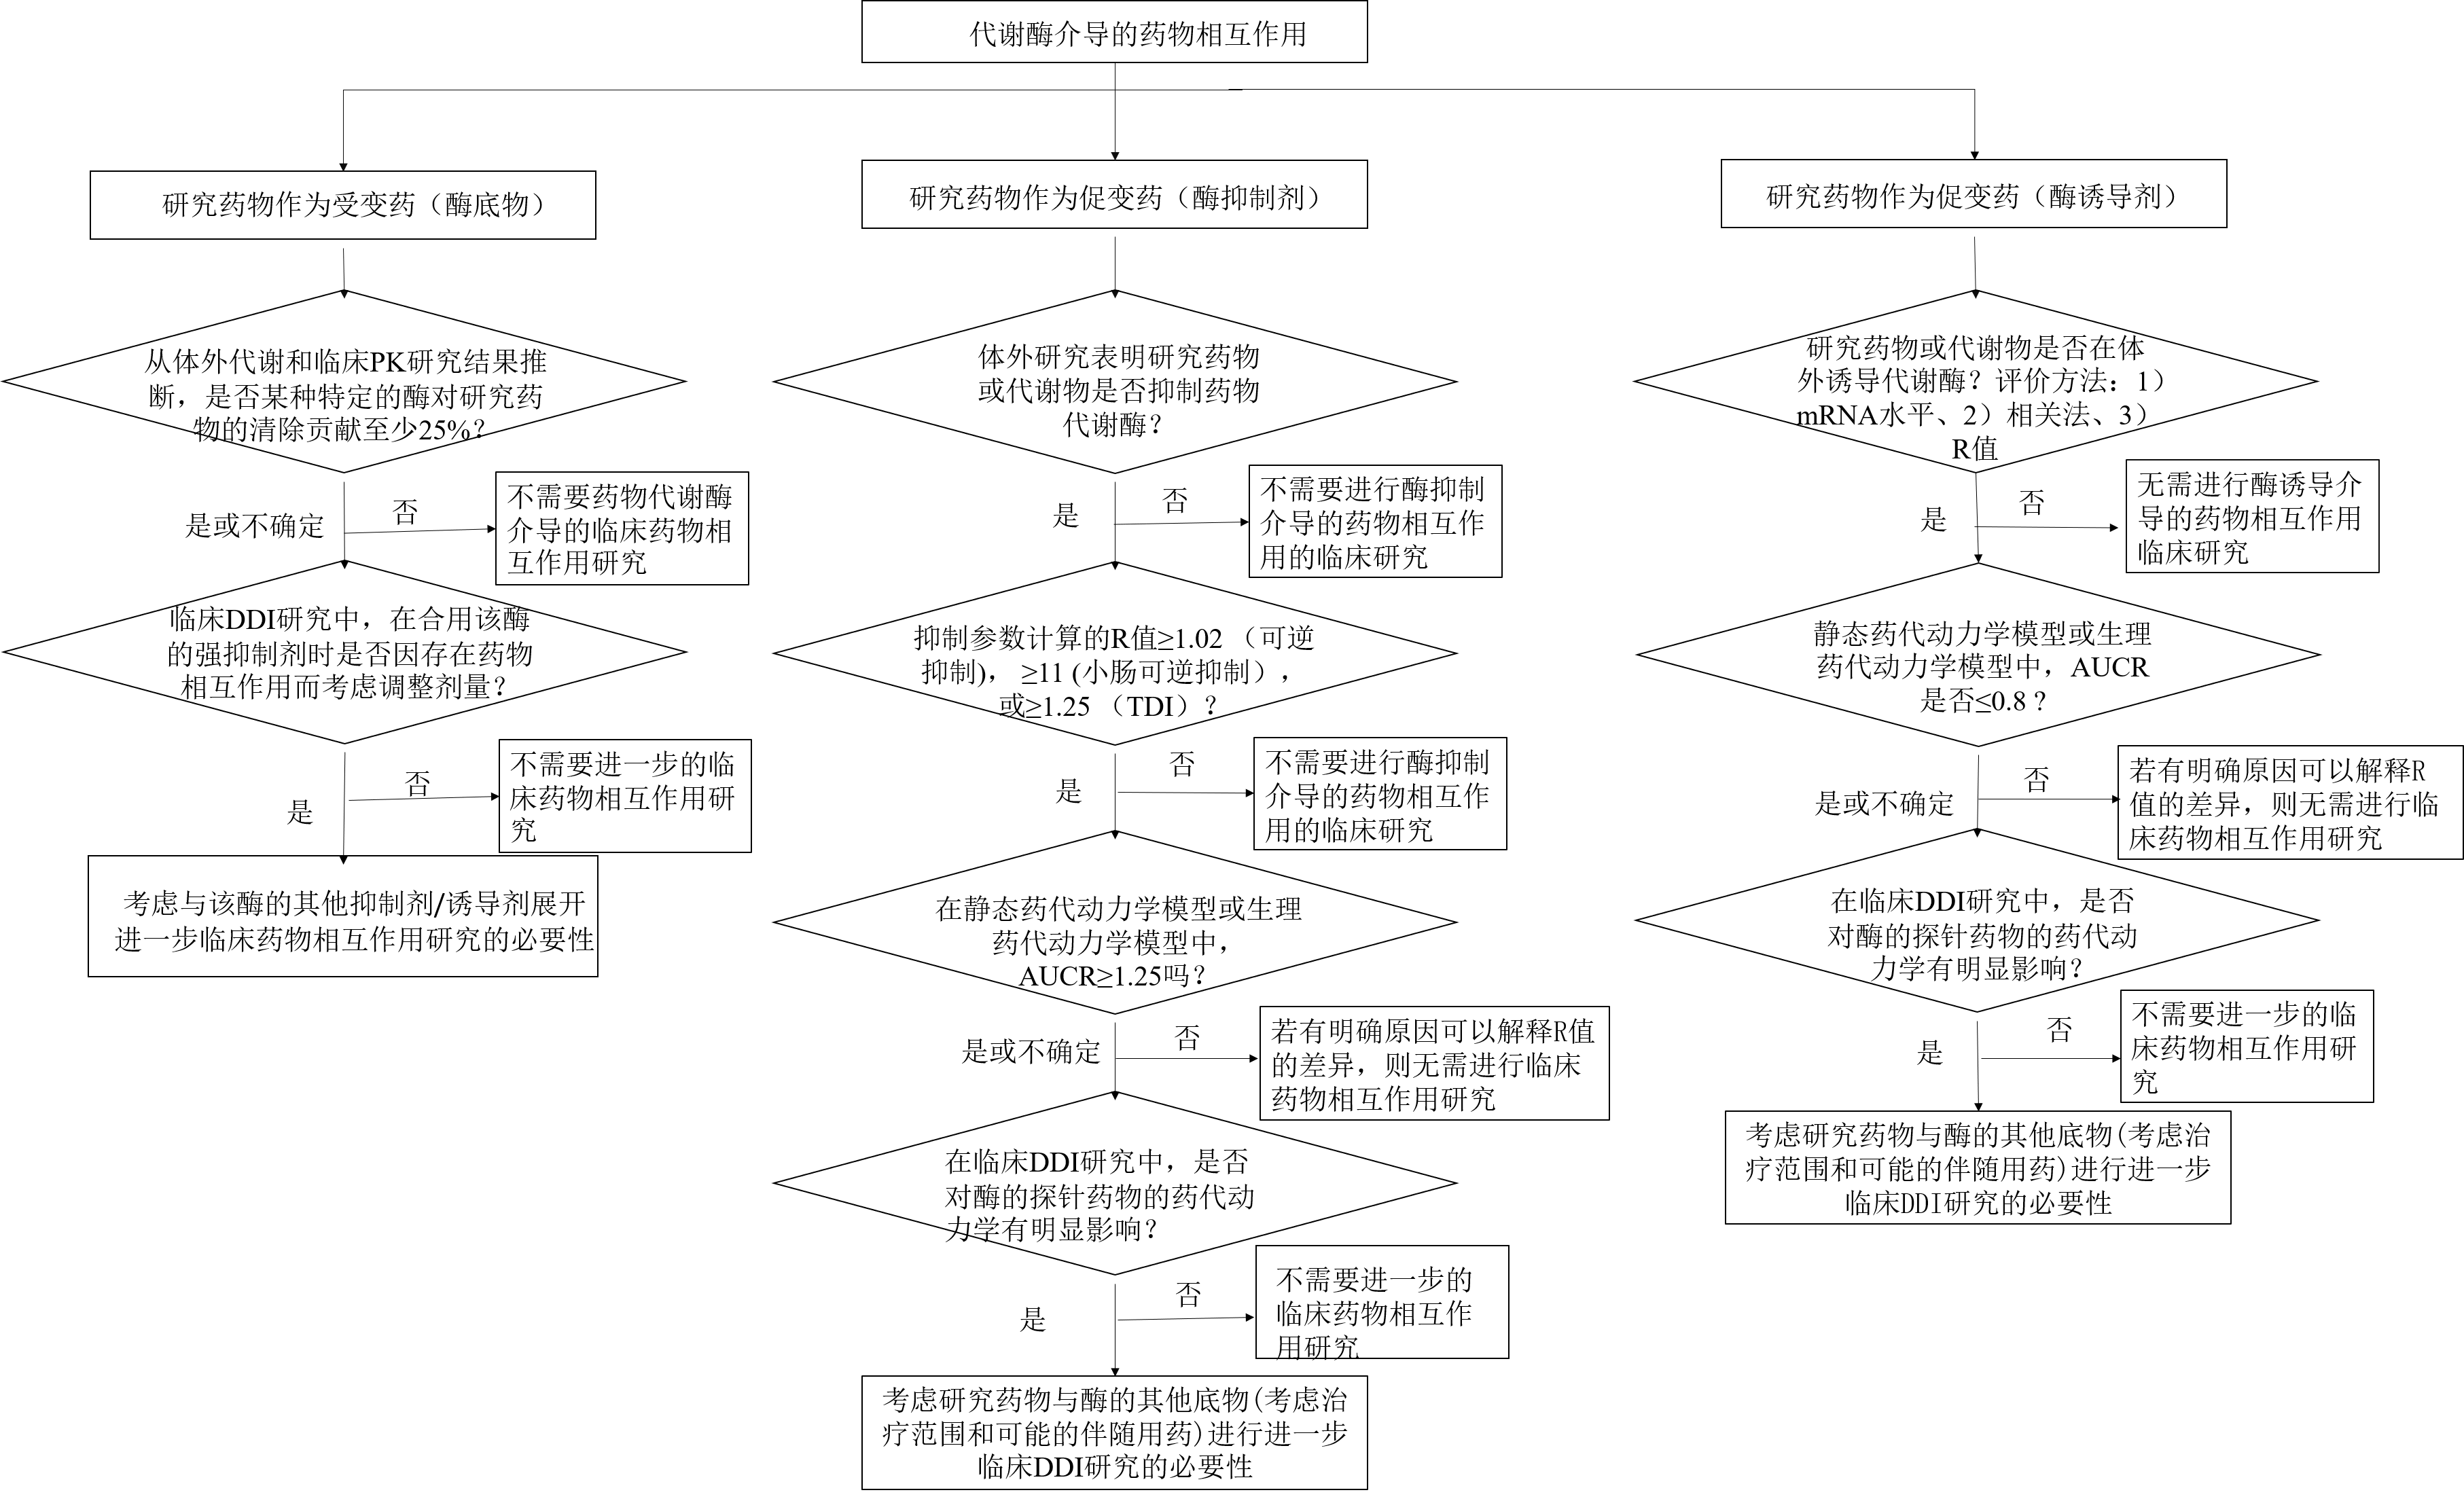 代谢酶介导的药物相互作用
研究药物作为受变药（酶底物）
从体外代谢和临床PK研究结果推
断，是否某种特定的酶对研究药
物的清除贡献至少25%？
是或不确定
否
不需要药物代谢酶
介导的临床药物相
互作用研究
临床DDI研究中，在合用该酶
的强抑制剂时是否因存在药物
相互作用而考虑调整剂量？
是
否
不需要进一步的临
床药物相互作用研
究
考虑与该酶的其他抑制剂/诱导剂展开
进一步临床药物相互作用研究的必要性
研究药物作为促变药（酶抑制剂）
体外研究表明研究药物
或代谢物是否抑制药物
代谢酶？
是
否
不需要进行酶抑制
介导的药物相互作
用的临床研究
抑制参数计算的R值≥1.02 （可逆
抑制)， ≥11 (小肠可逆抑制），
或≥1.25 （TDI）？
是
否
不需要进行酶抑制
介导的药物相互作
用的临床研究
在静态药代动力学模型或生理
药代动力学模型中，
AUCR≥1.25吗？
是或不确定
否
若有明确原因可以解释R值
的差异，则无需进行临床
药物相互作用研究
在临床DDI研究中，是否
对酶的探针药物的药代动
力学有明显影响？
是
否
不需要进一步的
临床药物相互作
用研究
考虑研究药物与酶的其他底物(考虑治
疗范围和可能的伴随用药)进行进一步
临床DDI研究的必要性
研究药物作为促变药（酶诱导剂）
研究药物或代谢物是否在体
外诱导代谢酶？评价方法：1）
mRNA水平、2）相关法、3）
R值
是
否
无需进行酶诱导介
导的药物相互作用
临床研究
静态药代动力学模型或生理
药代动力学模型中，AUCR
是否≤0.8 ?
是或不确定
否
若有明确原因可以解释R
值的差异，则无需进行临
床药物相互作用研究
在临床DDI研究中，是否
对酶的探针药物的药代动
力学有明显影响？
是
否
不需要进一步的临
床药物相互作用研
究
考虑研究药物与酶的其他底物(考虑治
疗范围和可能的伴随用药)进行进一步
临床DDI研究的必要性